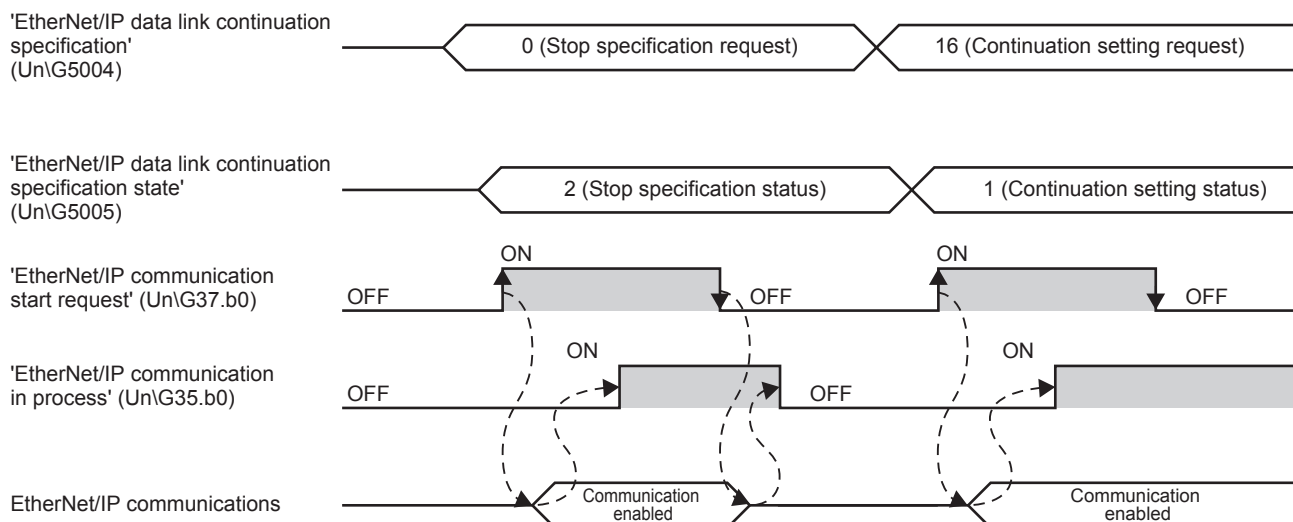 'EtherNet/IP data link continuation
specification'
(Un\G5004)
0 (Stop specification request)
16 (Continuation setting request)
'EtherNet/IP data link continuation
specification state'
(Un\G5005)
2 (Stop specification status)
1 (Continuation setting status)
'EtherNet/IP communication
start request' (Un\G37.b0)
OFF
ON
OFF
ON
OFF
'EtherNet/IP communication
in process' (Un\G35.b0)
OFF
ON
OFF
ON
EtherNet/IP communications
Communication
enabled
Communication
enabled